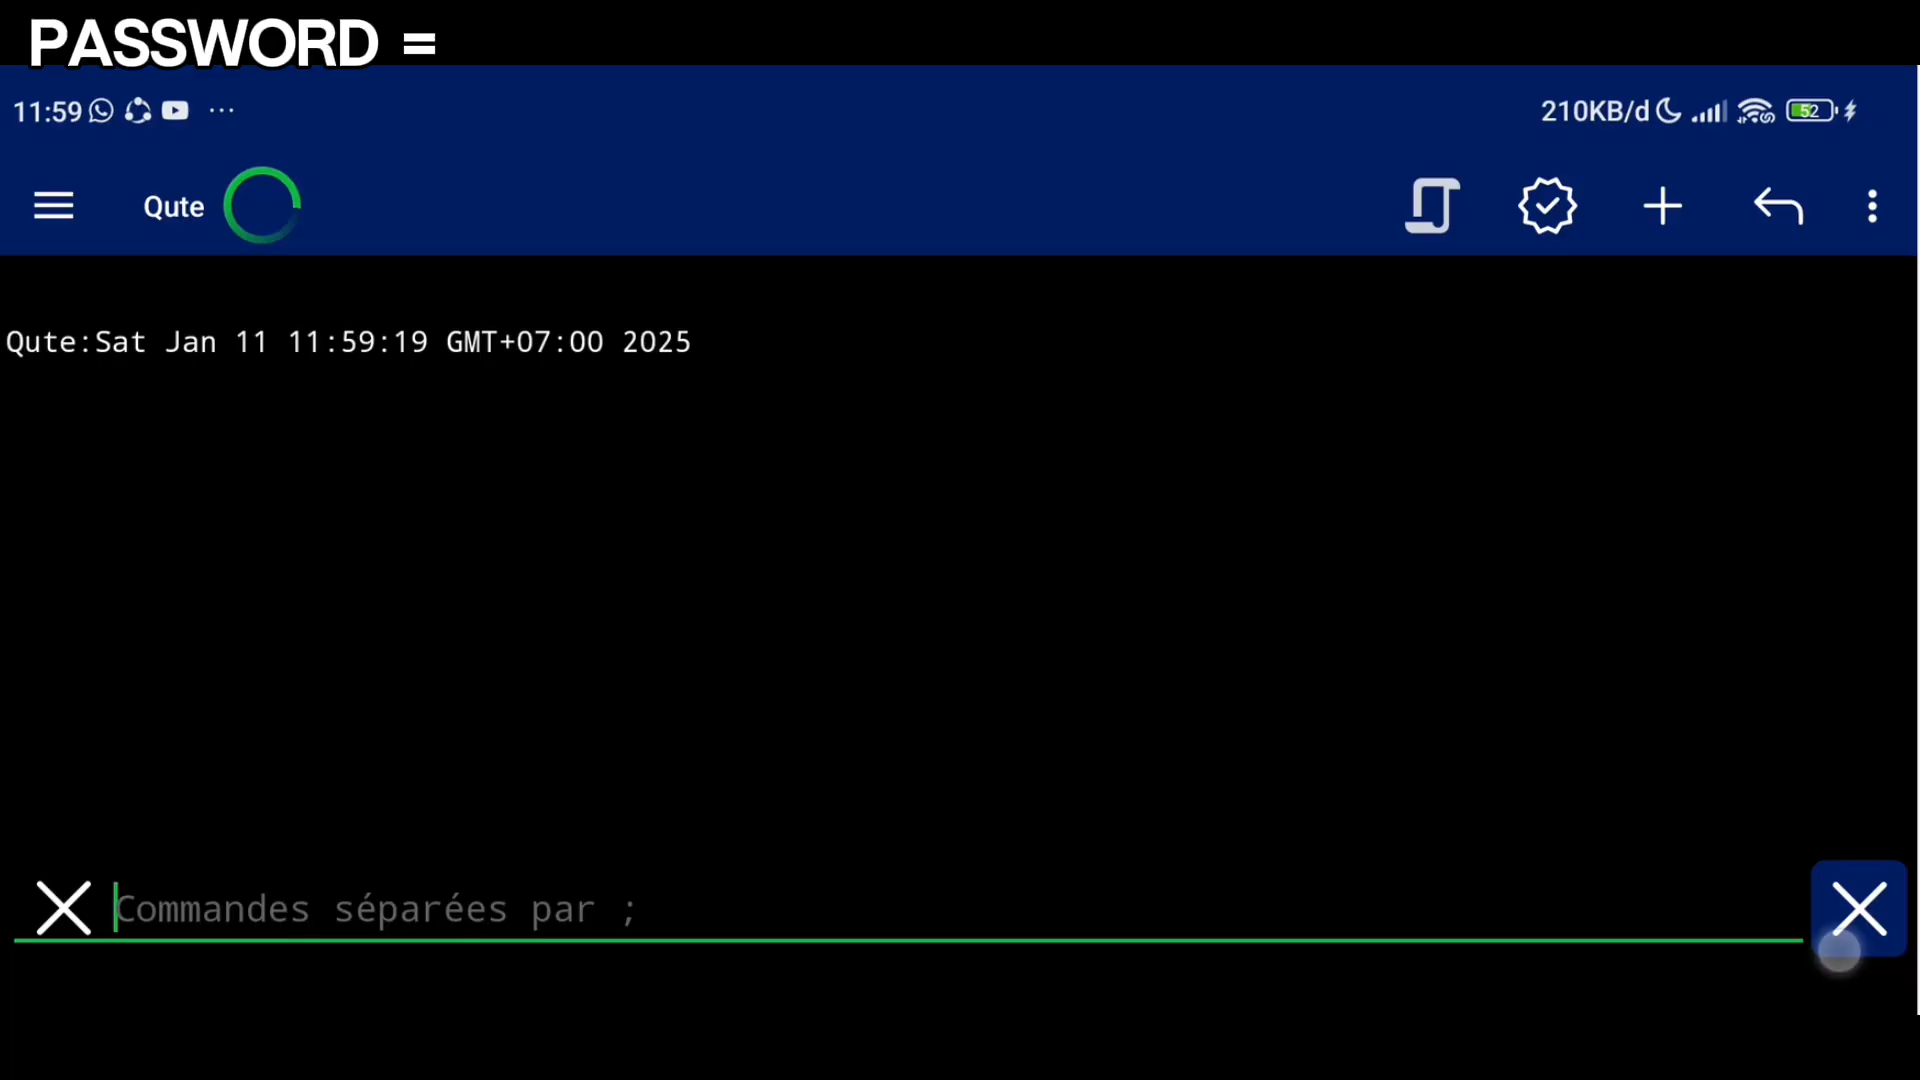 PASSWORD =
11:59 ... 210KB/d 52
Qute
Qute:Sat Jan 11 11:59:19 GMT+07:00 2025
Commandes séparées par ;